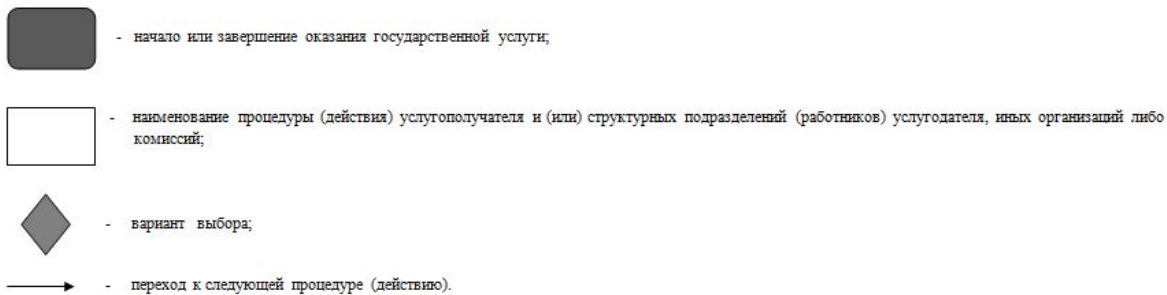 - начало или завершение оказания государственной услуги;
- наименование процедуры (действия) услугополучателя и (или) структурных подразделений (работников) услугодателя, иных организаций либо
комиссий;
- вариант выбора;
- переход к следующей процедуре (действию).